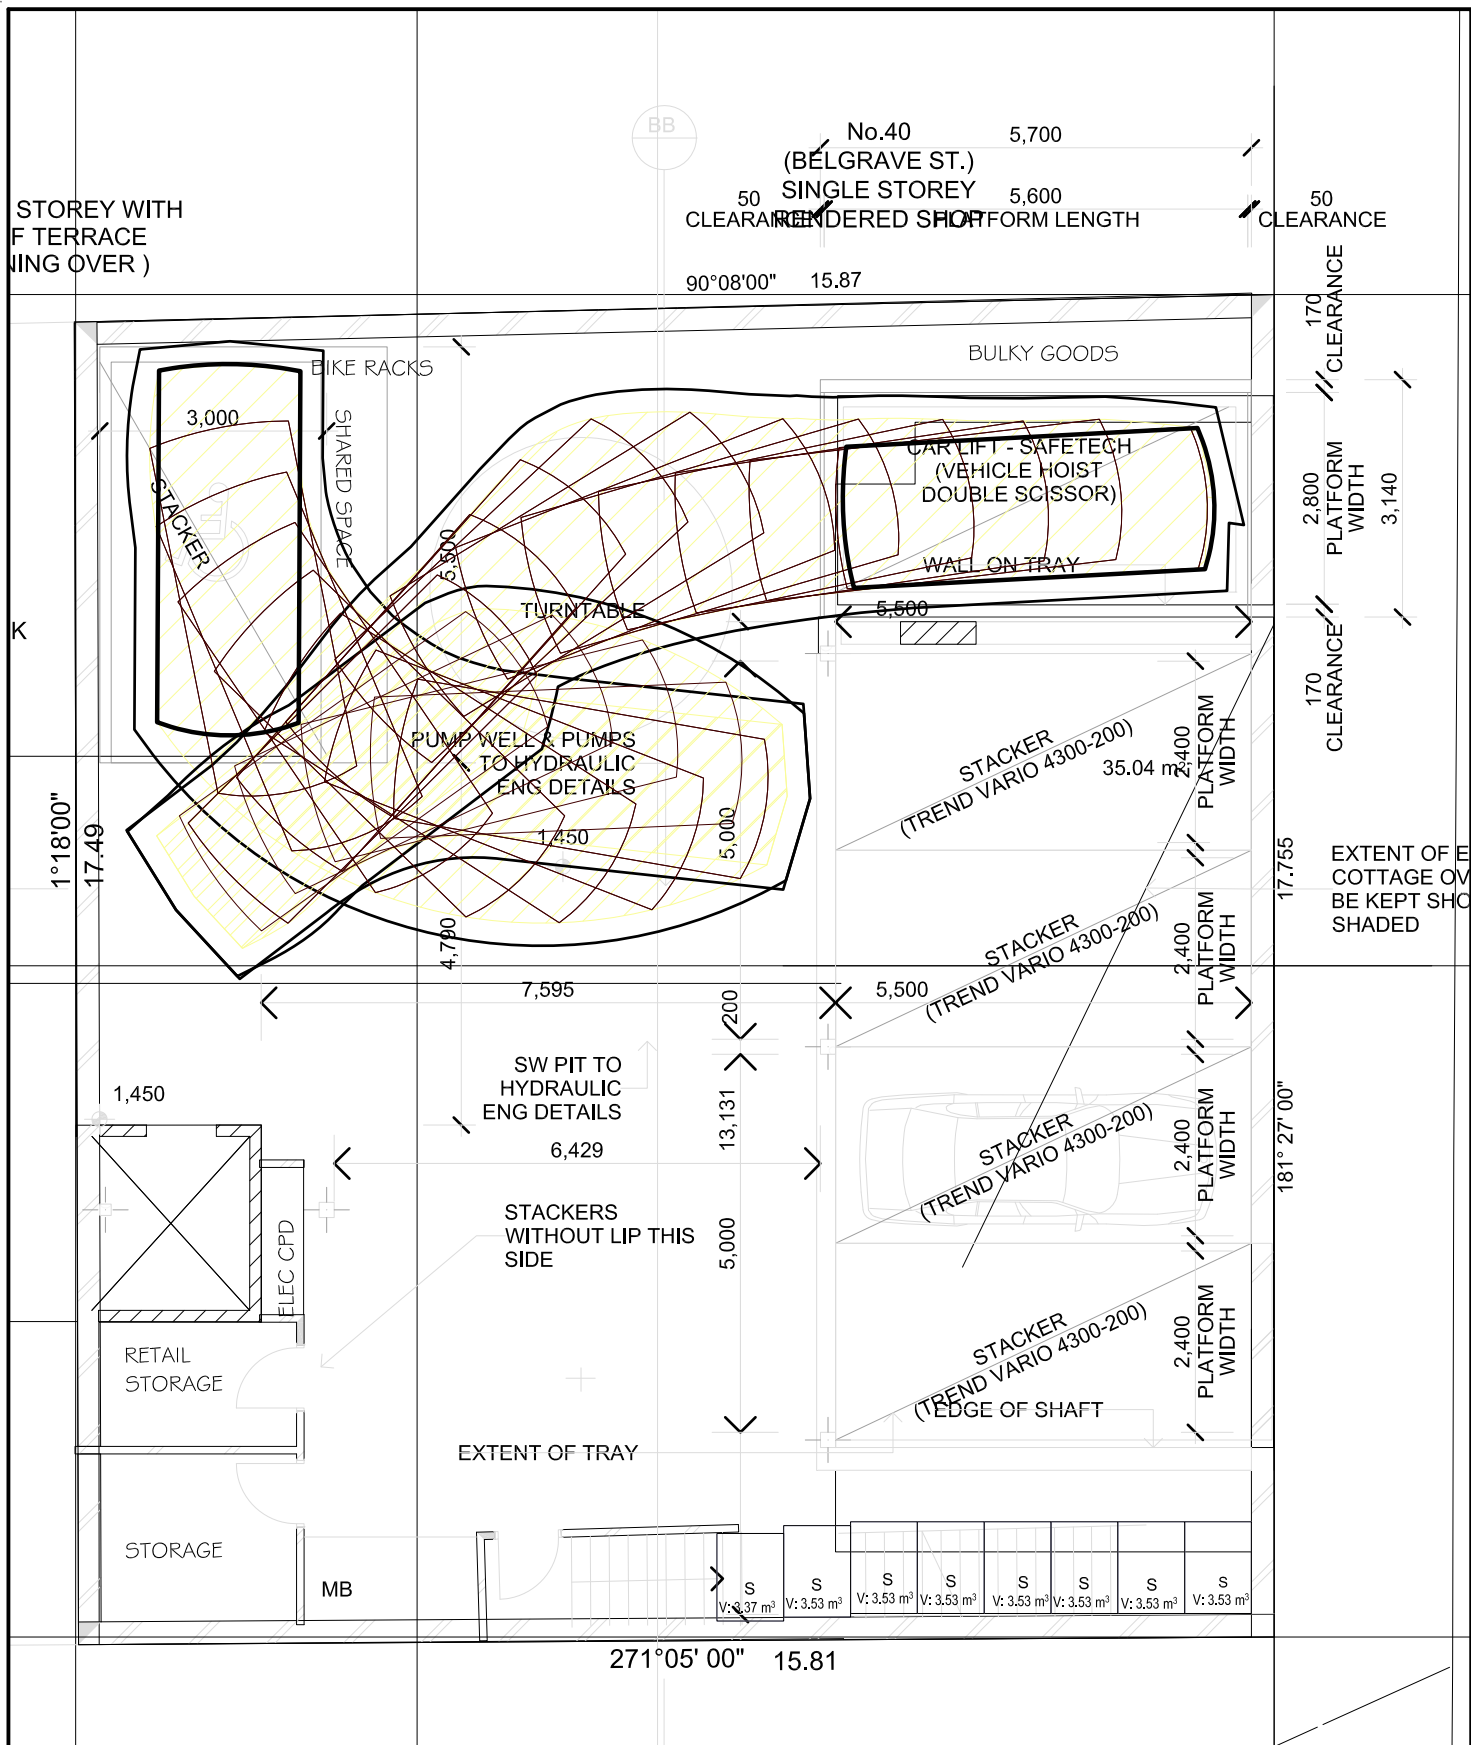 BB
No.40
(BELGRAVE ST.)
SINGLE STOREY
RENDERED SHOP
5,700
50
CLEARANCE
5,600
PLATFORM LENGTH
50
CLEARANCE
STOREY WITH
F TERRACE
NING OVER )
90°08'00" 15.87
170
CLEARANCE
BIKE RACKS
BULKY GOODS
3,000
SHARED SPACE
STACKER
CAR LIFT - SAFETECH
(VEHICLE HOIST
DOUBLE SCISSOR)
2,800
PLATFORM
WIDTH
3,140
5,500
WALL ON TRAY
TURNTABLE
5,500
K
170
CLEARANCE
PUMP WELL & PUMPS
TO HYDRAULIC
ENG DETAILS
1,450
5,000
STACKER
(TREND VARIO 4300-200)
35.04 m²
2,400
PLATFORM
WIDTH
1°18'00"
17.49
17.755
EXTENT OF E
COTTAGE OV
BE KEPT SHO
SHADED
4,790
STACKER
(TREND VARIO 4300-200)
2,400
PLATFORM
WIDTH
7,595
5,500
200
SW PIT TO
HYDRAULIC
ENG DETAILS
1,450
13,131
6,429
STACKER
(TREND VARIO 4300-200)
2,400
PLATFORM
WIDTH
181° 27' 00"
STACKERS
WITHOUT LIP THIS
SIDE
5,000
ELEC CPD
STACKER
(TREND VARIO 4300-200)
2,400
PLATFORM
WIDTH
RETAIL
STORAGE
EDGE OF SHAFT
EXTENT OF TRAY
STORAGE
MB
S
V: 3.37 m³
S
V: 3.53 m³
S
V: 3.53 m³
S
V: 3.53 m³
S
V: 3.53 m³
S
V: 3.53 m³
S
V: 3.53 m³
S
V: 3.53 m³
271°05' 00" 15.81